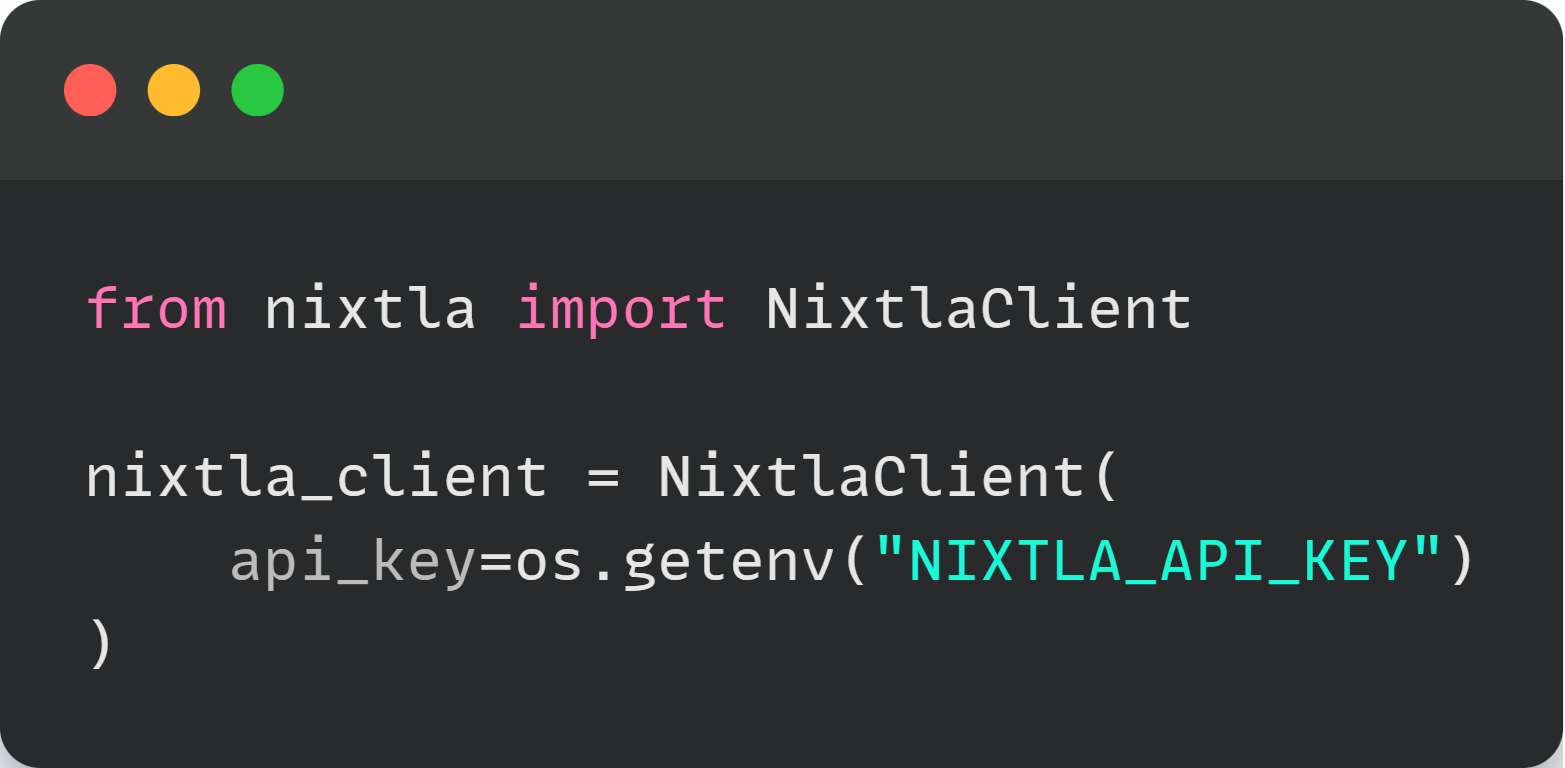 from nixtla import NixtlaClient
nixtla_client = NixtlaClient(
    api_key=os.getenv("NIXTLA_API_KEY")
)